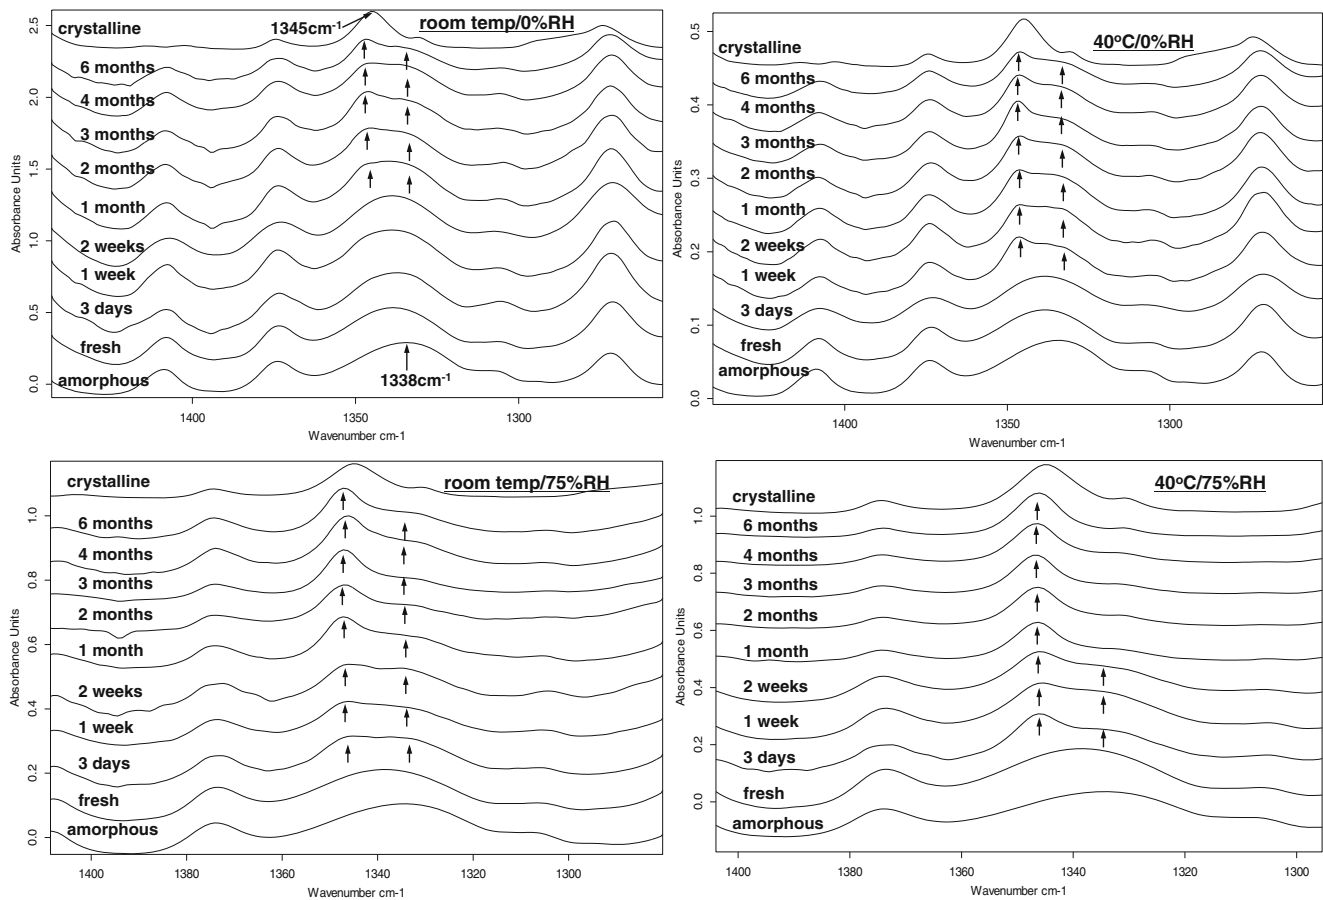 room temp/0%RH
1345cm-1
crystalline
6 months
4 months
3 months
2 months
1 month
2 weeks
1 week
3 days
fresh
amorphous
1338cm-1
2.5
2.0
1.5
1.0
0.5
0.0
Absorbance Units
1400
1350
1300
Wavenumber cm-1
40oC/0%RH
crystalline
6 months
4 months
3 months
2 months
1 month
2 weeks
1 week
3 days
fresh
amorphous
0.5
0.4
0.3
0.2
0.1
0.0
Absorbance Units
1400
1350
1300
Wavenumber cm-1
room temp/75%RH
crystalline
6 months
4 months
3 months
2 months
1 month
2 weeks
1 week
3 days
fresh
amorphous
1.0
0.8
0.6
0.4
0.2
0.0
Absorbance Units
1400
1380
1360
1340
1320
1300
Wavenumber cm-1
40oC/75%RH
crystalline
6 months
4 months
3 months
2 months
1 month
2 weeks
1 week
3 days
fresh
amorphous
1.0
0.8
0.6
0.4
0.2
0.0
Absorbance Units
1400
1380
1360
1340
1320
1300
Wavenumber cm-1